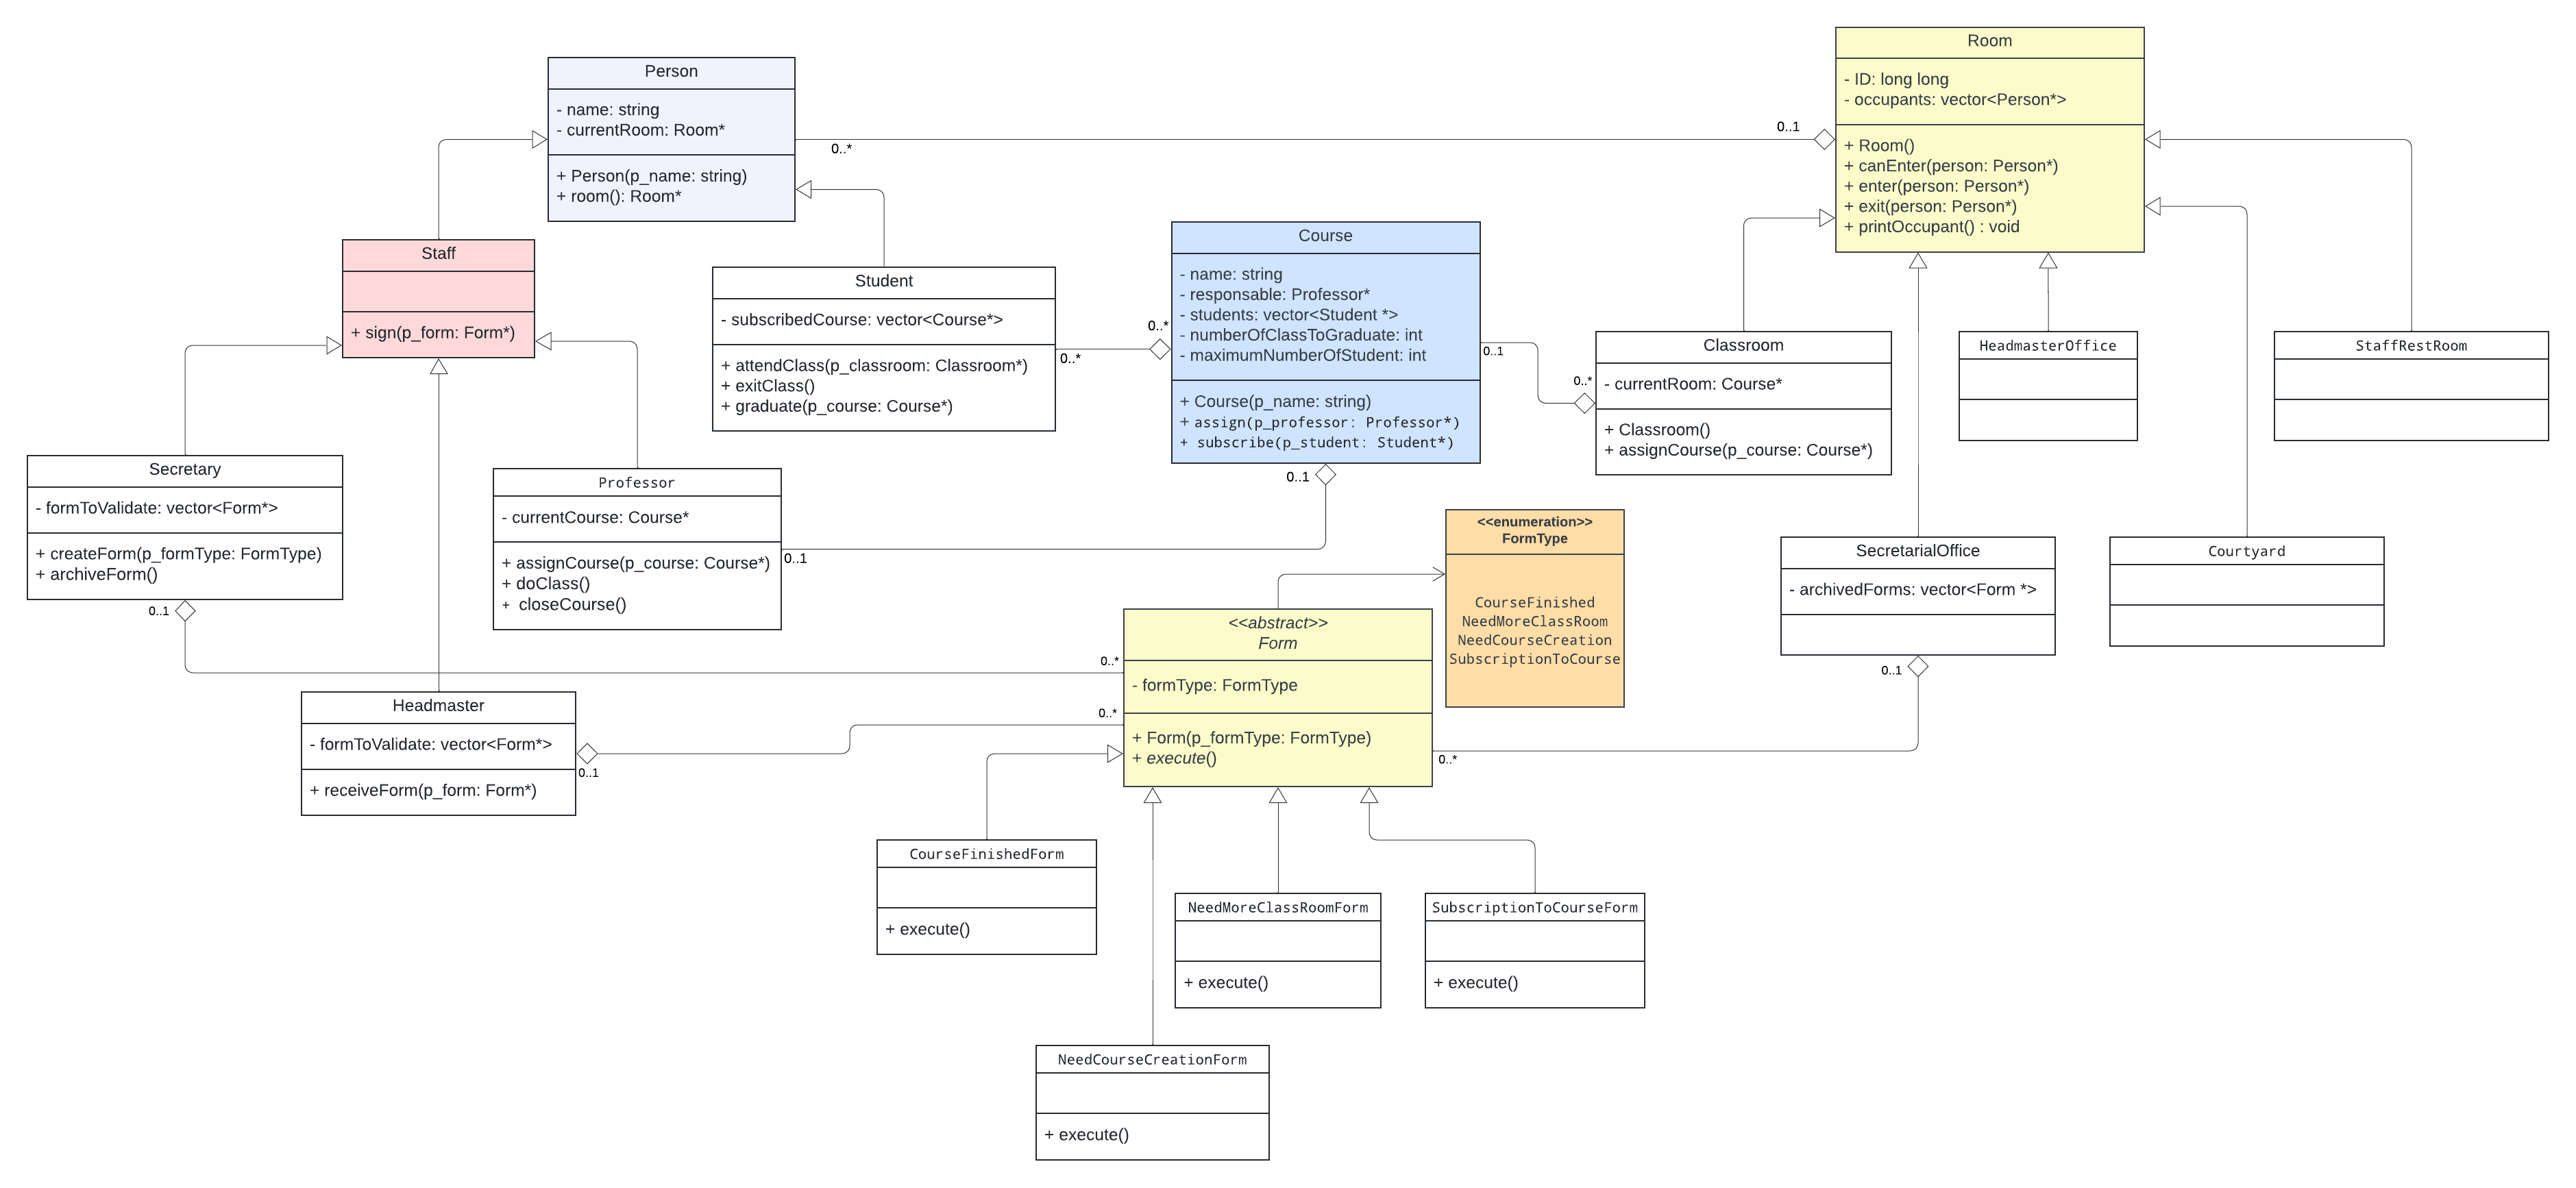 Person
- name: string
- currentRoom: Room*
+ Person(p_name: string)
+ room(): Room*
0..*
0..1
Room
- ID: long long
- occupants: vector<Person*>
+ Room()
+ canEnter(person: Person*)
+ enter(person: Person*)
+ exit(person: Person*)
+ printOccupant() : void
Staff
+ sign(p_form: Form*)
Student
- subscribedCourse: vector<Course*>
+ attendClass(p_classroom: Classroom*)
+ exitClass()
+ graduate(p_course: Course*)
0..*
0..*
Course
- name: string
- responsable: Professor*
- students: vector<Student *>
- numberOfClassToGraduate: int
- maximumNumberOfStudent: int
+ Course(p_name: string)
+ assign(p_professor: Professor*)
+ subscribe(p_student: Student*)
0..1
0..*
0..1
Classroom
- currentRoom: Course*
+ Classroom()
+ assignCourse(p_course: Course*)
HeadmasterOffice
StaffRestRoom
Secretary
- formToValidate: vector<Form*>
+ createForm(p_formType: FormType)
+ archiveForm()
0..1
Professor
- currentCourse: Course*
+ assignCourse(p_course: Course*)
+ doClass()
+ closeCourse()
0..1
<<enumeration>>
FormType
CourseFinished
NeedMoreClassRoom
NeedCourseCreation
SubscriptionToCourse
SecretarialOffice
- archivedForms: vector<Form *>
0..1
Courtyard
<<abstract>>
Form
- formType: FormType
+ Form(p_formType: FormType)
+ execute()
0..*
0..*
0..*
Headmaster
- formToValidate: vector<Form*>
+ receiveForm(p_form: Form*)
0..1
CourseFinishedForm
+ execute()
NeedMoreClassRoomForm
+ execute()
SubscriptionToCourseForm
+ execute()
NeedCourseCreationForm
+ execute()